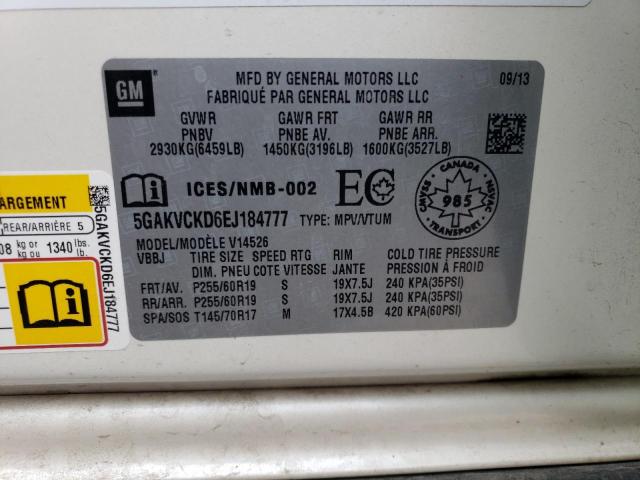 GM
MFD BY GENERAL MOTORS LLC 09/13
FABRIQUÉ PAR GENERAL MOTORS LLC
GVWR GAWR FRT GAWR RR
PNBV PNBE AV. PNBE ARR.
2930KG(6459LB) 1450KG(3196LB) 1600KG(3527LB)
ICES/NMB-002 EC
CANADA
CMVSS NSVAC
985
TRANSPORT
5GAKVCKD6EJ184777 TYPE: MPV/VTUM
MODEL/MODÈLE V14526
VBBJ TIRE SIZE SPEED RTG RIM COLD TIRE PRESSURE
DIM. PNEU COTE VITESSE JANTE PRESSION À FROID
FRT/AV. P255/60R19 S 19X7.5J 240 KPA(35PSI)
RR/ARR. P255/60R19 S 19X7.5J 240 KPA(35PSI)
SPA/SOS T145/70R17 M 17X4.5B 420 KPA(60PSI)
ARGEMENT
REAR/ARRIÈRE 5
08 kg or kg ou 1340 lbs. lb.
5GAKVCKD6EJ184777